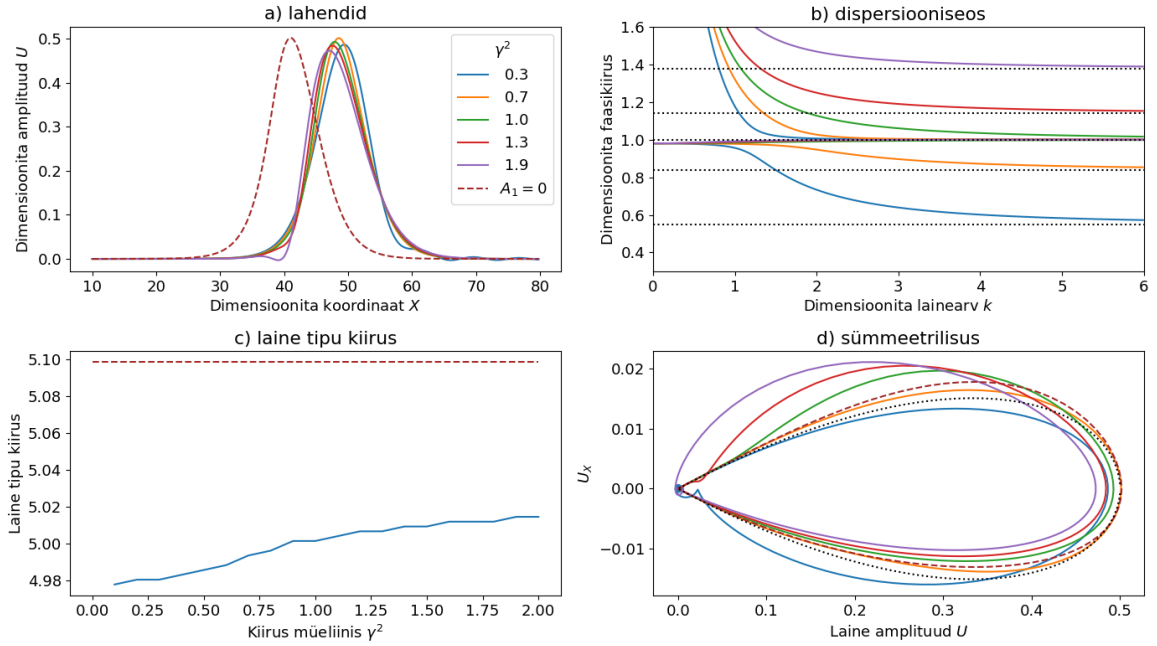 a) lahendid
Dimensioonita amplituud U
0.5
0.4
0.3
0.2
0.1
0.0
10 20 30 40 50 60 70 80
Dimensioonita koordinaat X
γ²
0.3
0.7
1.0
1.3
1.9
A₁ = 0
b) dispersiooniseos
Dimensioonita faasikiirus
1.6
1.4
1.2
1.0
0.8
0.6
0.4
0 1 2 3 4 5 6
Dimensioonita lainearv k
c) laine tipu kiirus
Laine tipu kiirus
5.10
5.08
5.06
5.04
5.02
5.00
4.98
0.00 0.25 0.50 0.75 1.00 1.25 1.50 1.75 2.00
Kiirus müeliinis γ²
d) sümmeetrilisus
U_X
0.02
0.01
0.00
−0.01
0.0 0.1 0.2 0.3 0.4 0.5
Laine amplituud U